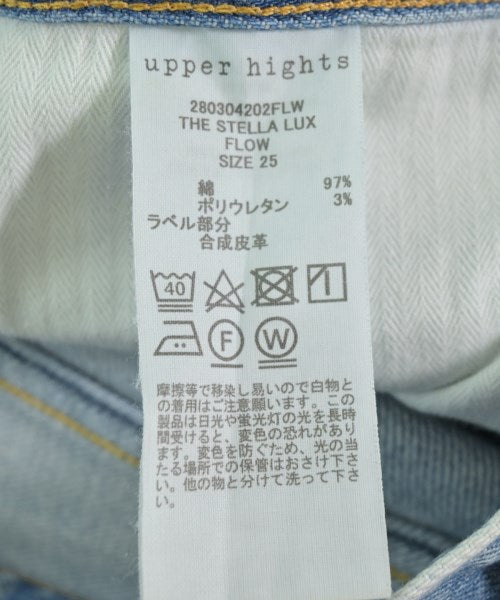 upper hights
280304202FLW
THE STELLA LUX
FLOW
SIZE 25
綿 97%
ポリウレタン 3%
ラベル部分
合成皮革
40
F W
摩擦等で移染し易いので白物と
の着用はご注意願います。この
製品は日光や蛍光灯の光を長時
間受けると、変色の恐れがあり
ます。変色を防ぐため、光の当
たる場所での保管はおさけ下さ
い。他の物と分けて洗って下さ
い。